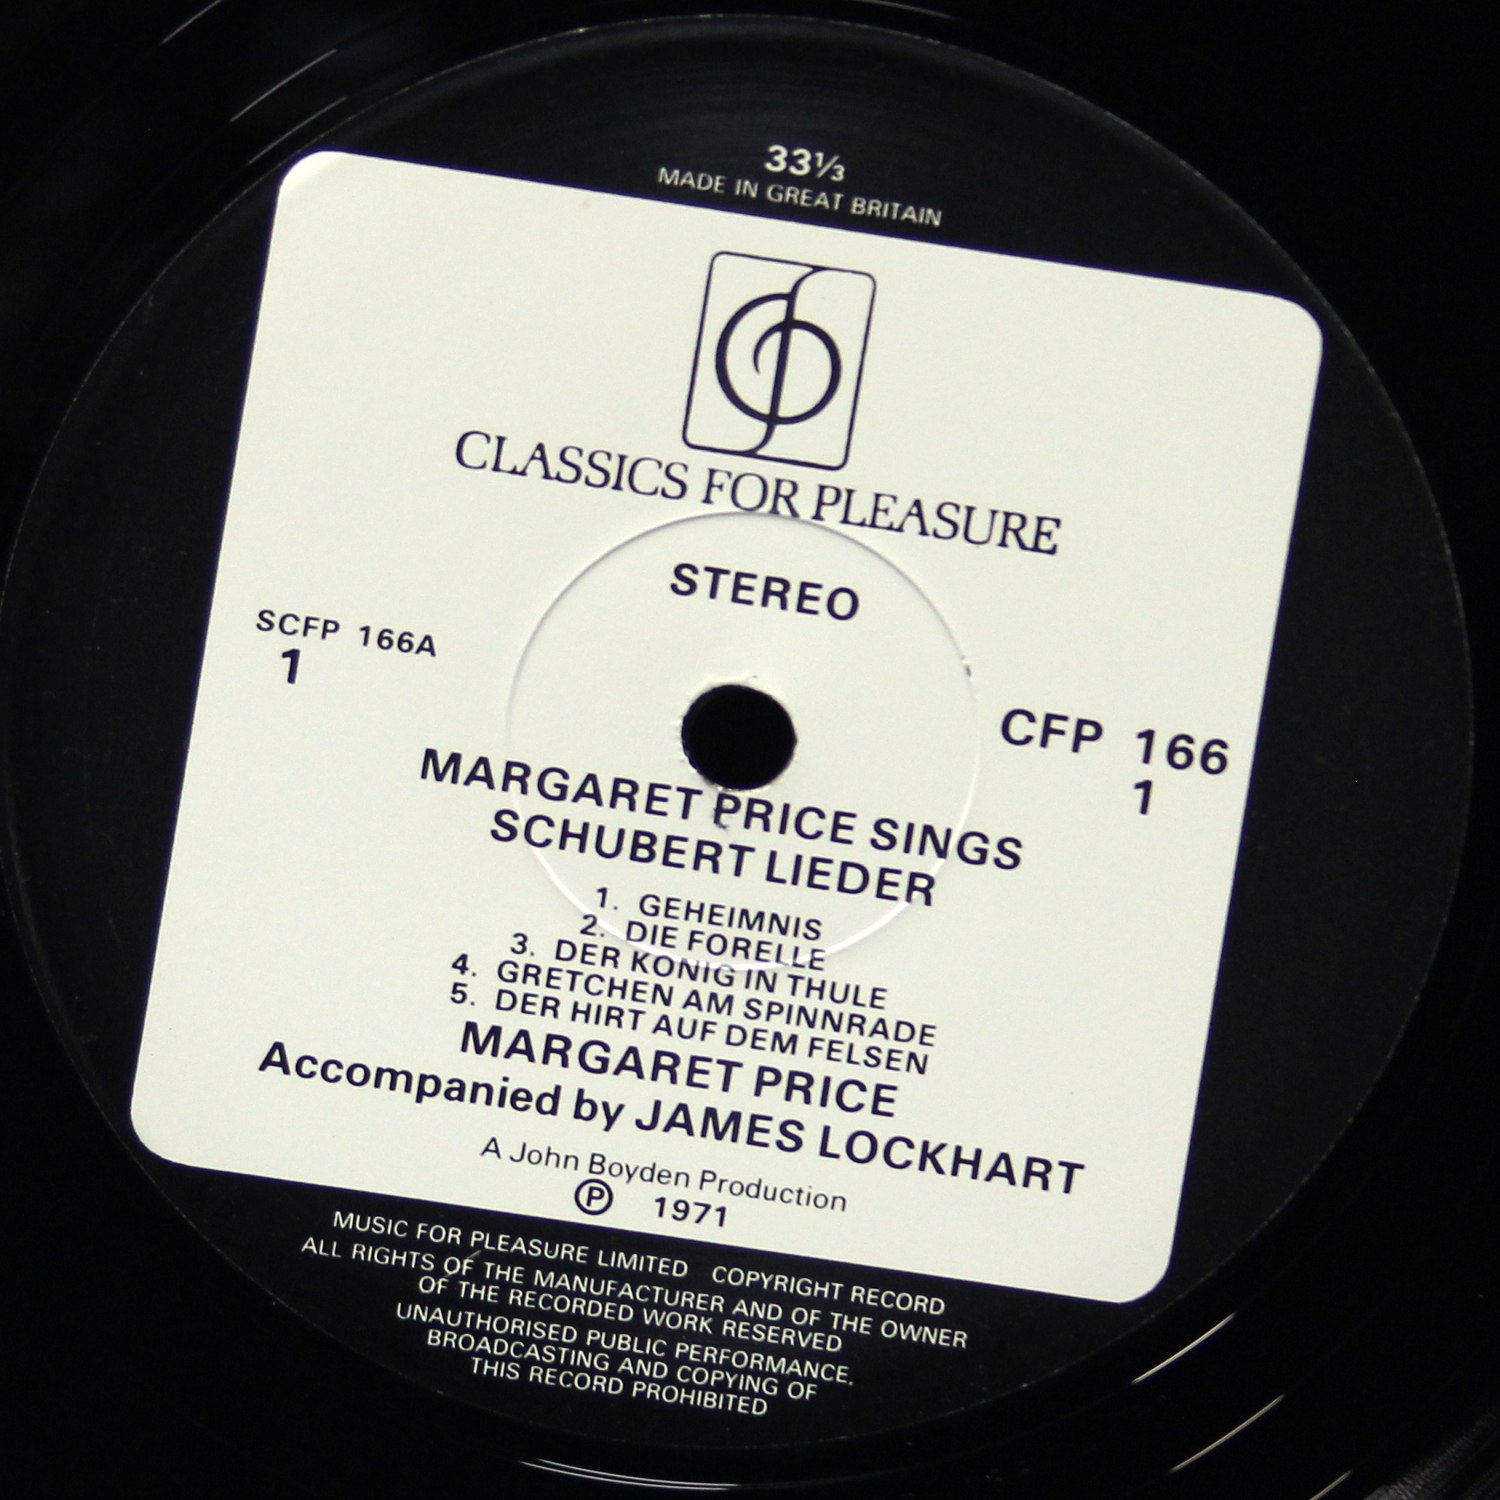 33⅓
MADE IN GREAT BRITAIN
CLASSICS FOR PLEASURE
STEREO
SCFP 166A
1
CFP 166
1
MARGARET PRICE SINGS
SCHUBERT LIEDER
1. GEHEIMNIS
2. DIE FORELLE
3. DER KONIG IN THULE
4. GRETCHEN AM SPINNRADE
5. DER HIRT AUF DEM FELSEN
MARGARET PRICE
Accompanied by JAMES LOCKHART
A John Boyden Production
Ⓟ 1971
MUSIC FOR PLEASURE LIMITED COPYRIGHT RECORD
ALL RIGHTS OF THE MANUFACTURER AND OF THE OWNER
OF THE RECORDED WORK RESERVED
UNAUTHORISED PUBLIC PERFORMANCE.
BROADCASTING AND COPYING OF
THIS RECORD PROHIBITED